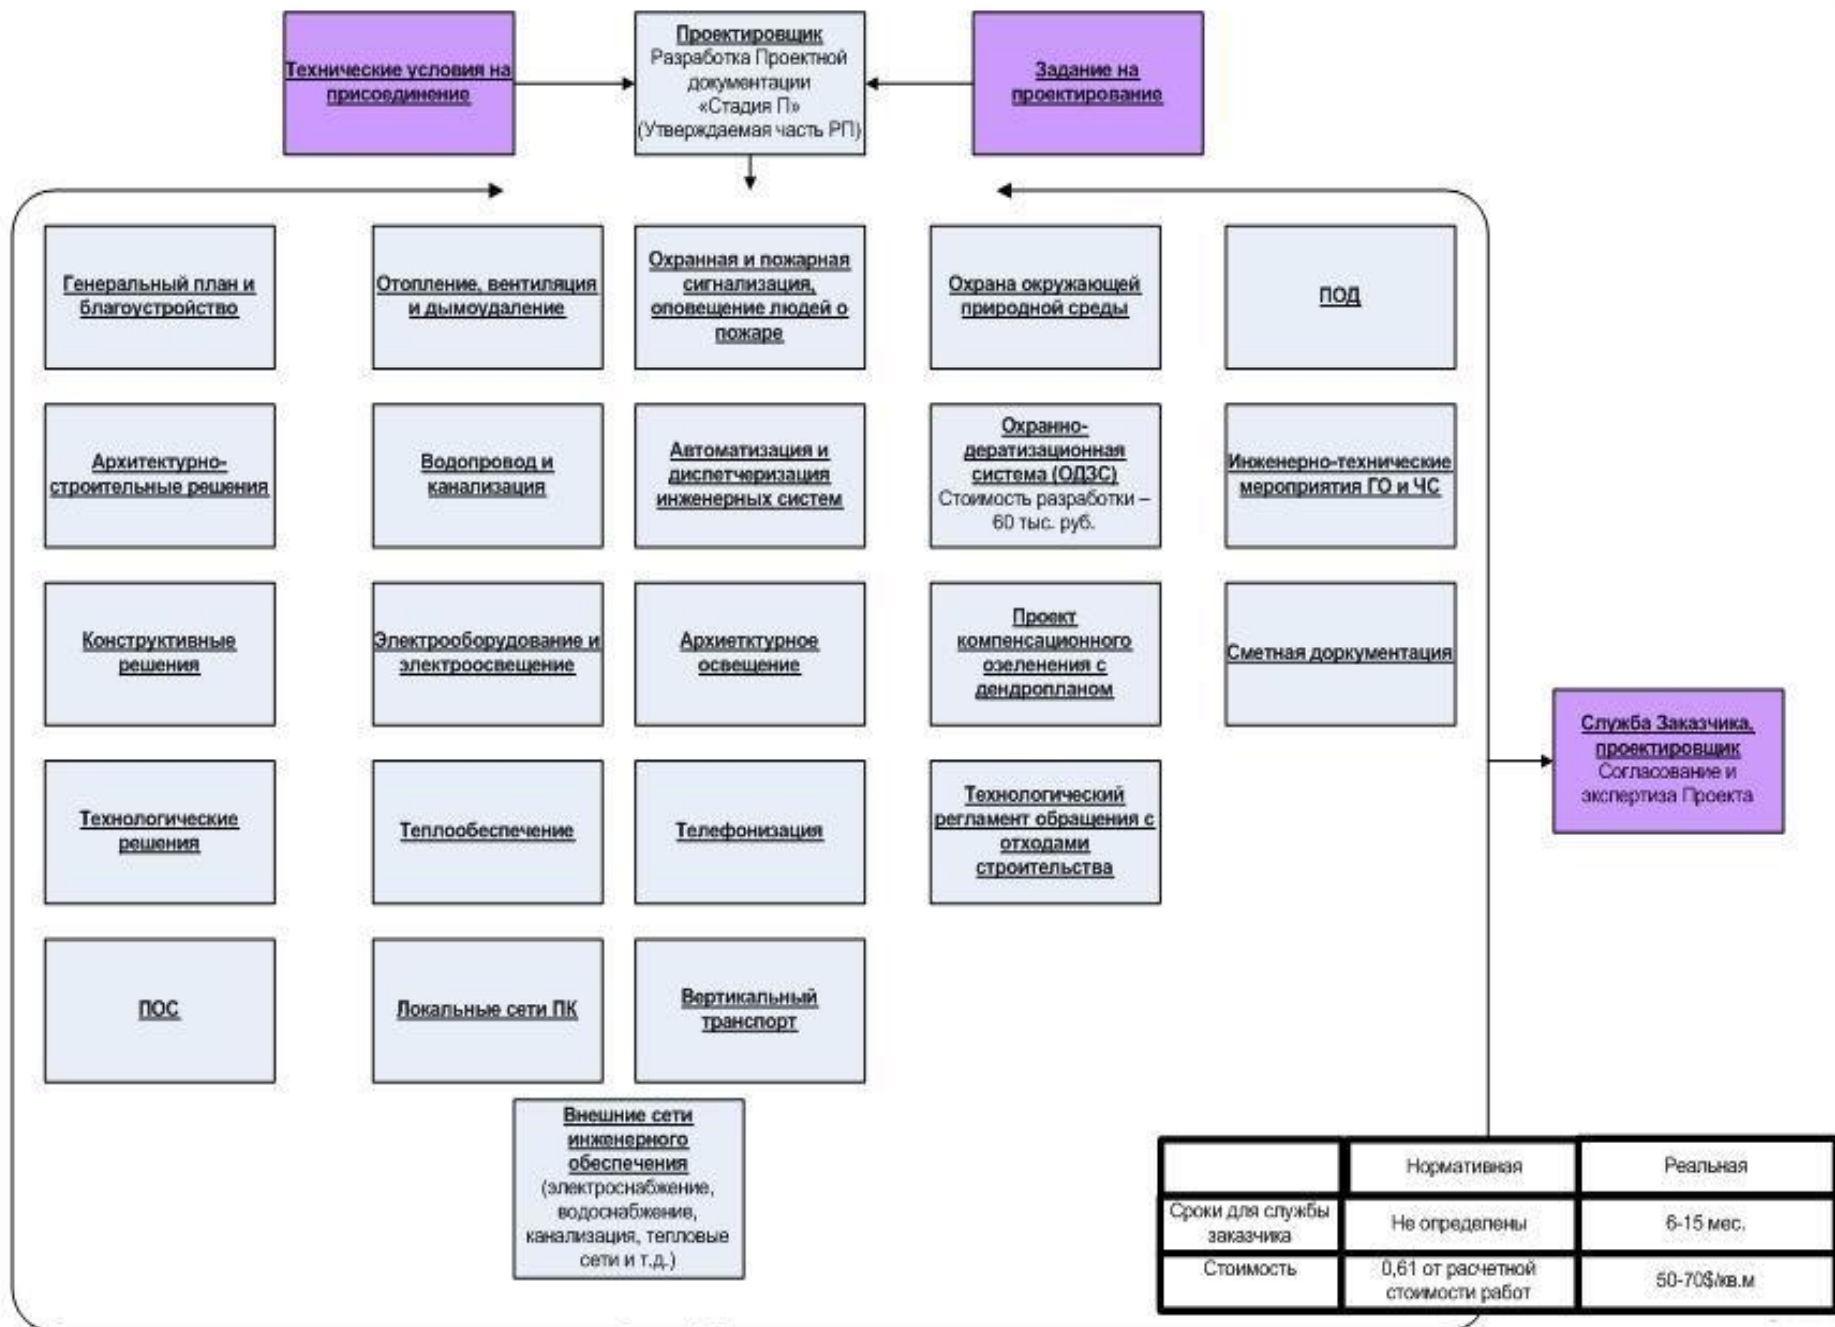 Технические условия на
присоединение
Проектировщик
Разработка Проектной
документации
«Стадия П»
(Утверждаемая часть РП)
Задание на
проектирование
Генеральный план и
благоустройство
Отопление, вентиляция
и дымоудаление
Охранная и пожарная
сигнализация,
оповещение людей о
пожаре
Охрана окружающей
природной среды
ПОД
Архитектурно-
строительные решения
Водопровод и
канализация
Автоматизация и
диспетчеризация
инженерных систем
Охранно-
дератизационная
система (ОДЗС)
Стоимость разработки –
60 тыс. руб.
Инженерно-технические
мероприятия ГО и ЧС
Конструктивные
решения
Электрооборудование и
электроосвещение
Архиетктурное
освещение
Проект
компенсационного
озеленения с
дендропланом
Сметная доркументация
Служба Заказчика,
проектировщик
Согласование и
экспертиза Проекта
Технологические
решения
Теплообеспечение
Телефонизация
Технологический
регламент обращения с
отходами
строительства
ПОС
Локальные сети ПК
Вертикальный
транспорт
Внешние сети
инженерного
обеспечения
(электроснабжение,
водоснабжение,
канализация, тепловые
сети и т.д.)
Нормативная
Реальная
Сроки для службы
заказчика
Не определены
6-15 мес.
Стоимость
0,61 от расчетной
стоимости работ
50-70$/кв.м